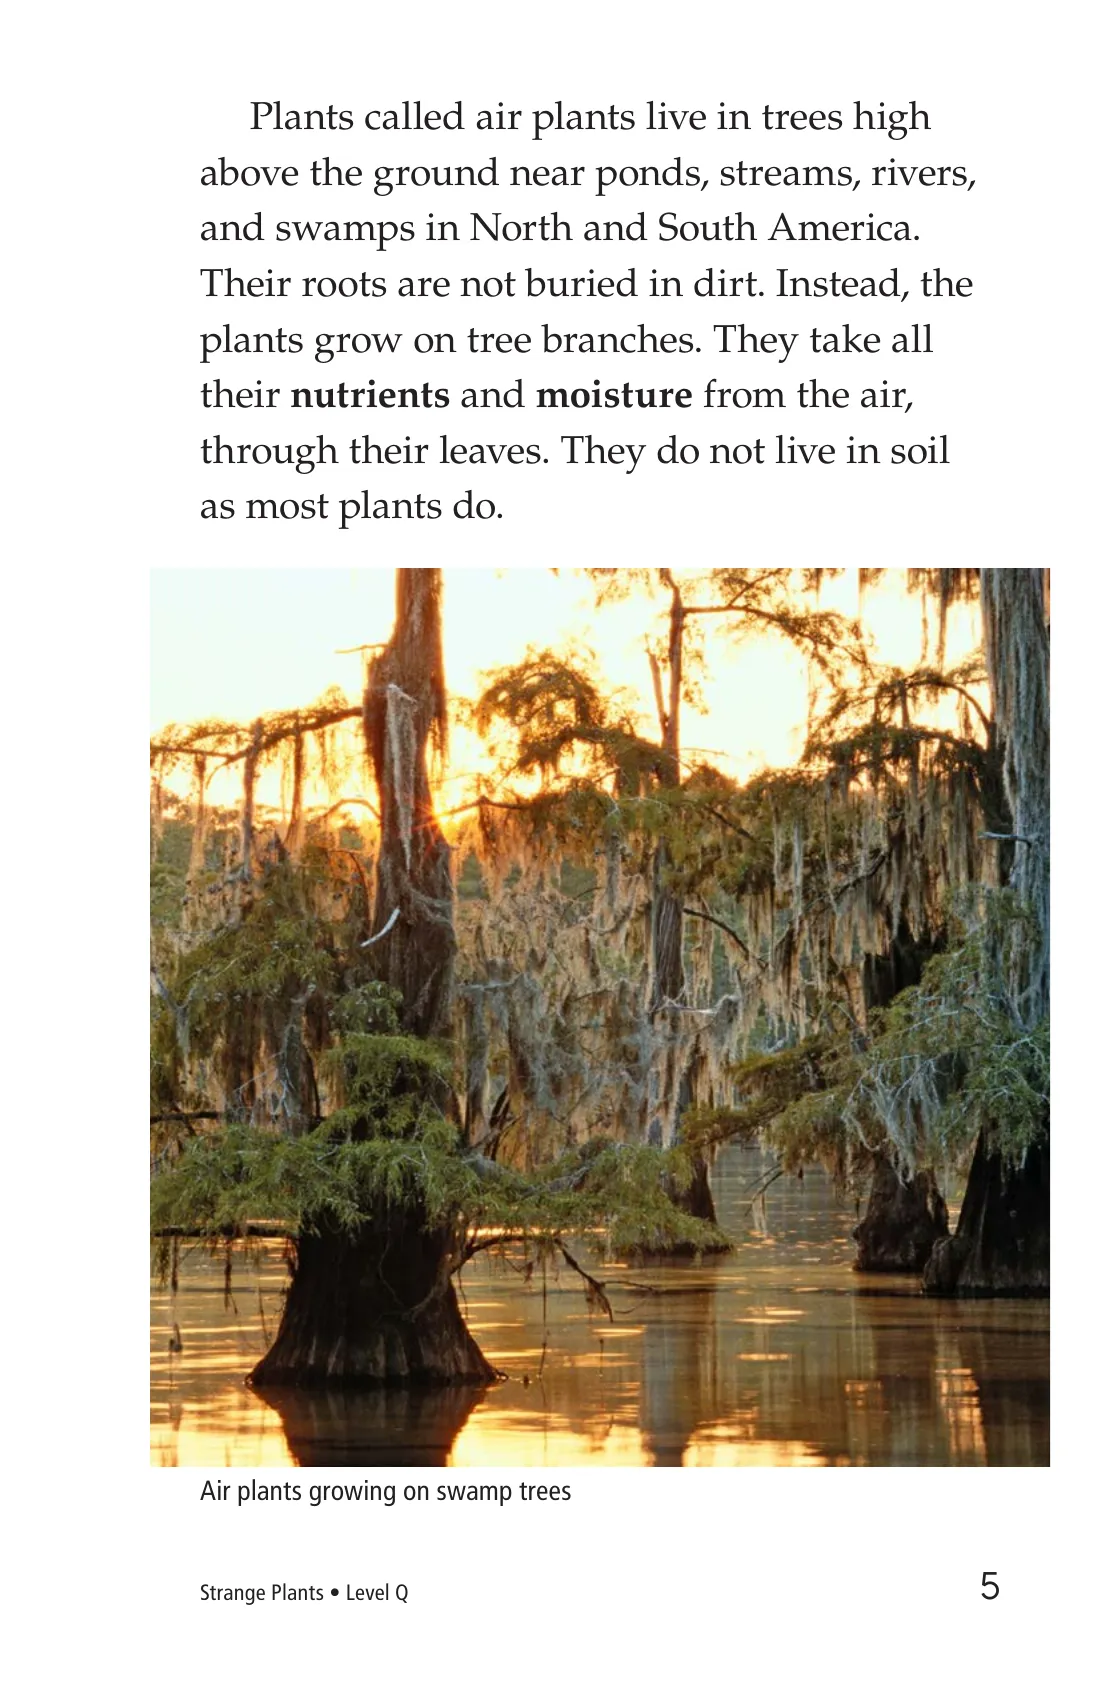 Plants called air plants live in trees high
above the ground near ponds, streams, rivers,
and swamps in North and South America.
Their roots are not buried in dirt. Instead, the
plants grow on tree branches. They take all
their nutrients and moisture from the air,
through their leaves. They do not live in soil
as most plants do.
Air plants growing on swamp trees
Strange Plants • Level Q
5